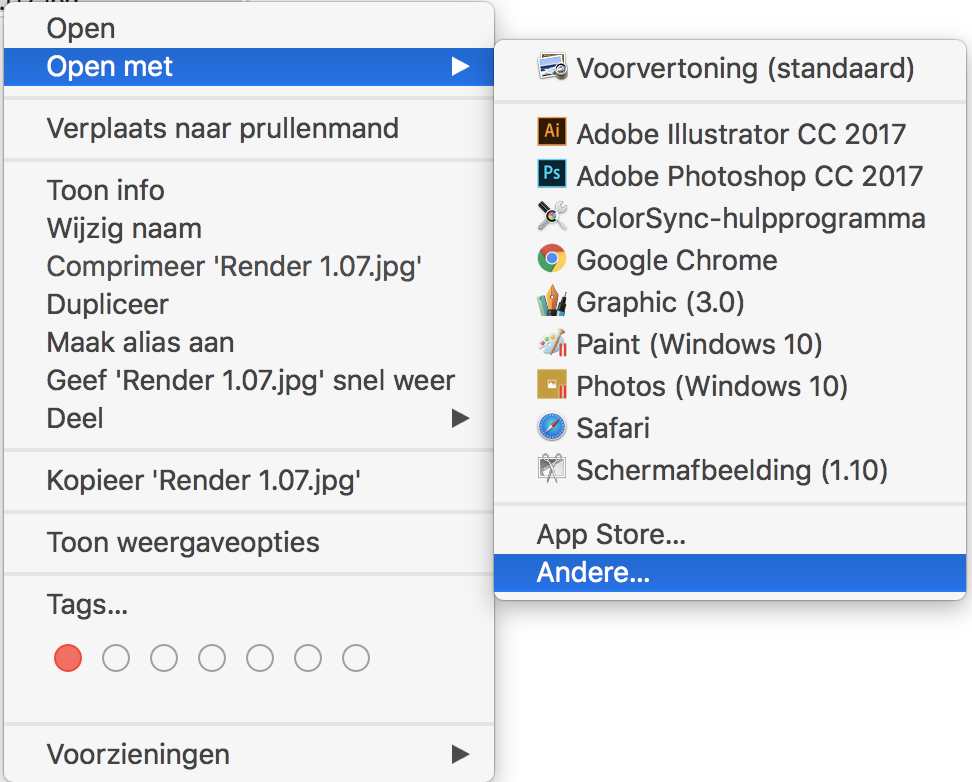 Open
Open met
Verplaats naar prullenmand
Toon info
Wijzig naam
Comprimeer 'Render 1.07.jpg'
Dupliceer
Maak alias aan
Geef 'Render 1.07.jpg' snel weer
Deel
Kopieer 'Render 1.07.jpg'
Toon weergaveopties
Tags...
Voorzieningen
Voorvertoning (standaard)
Ai Adobe Illustrator CC 2017
Ps Adobe Photoshop CC 2017
ColorSync-hulpprogramma
Google Chrome
Graphic (3.0)
Paint (Windows 10)
Photos (Windows 10)
Safari
Schermafbeelding (1.10)
App Store...
Andere...